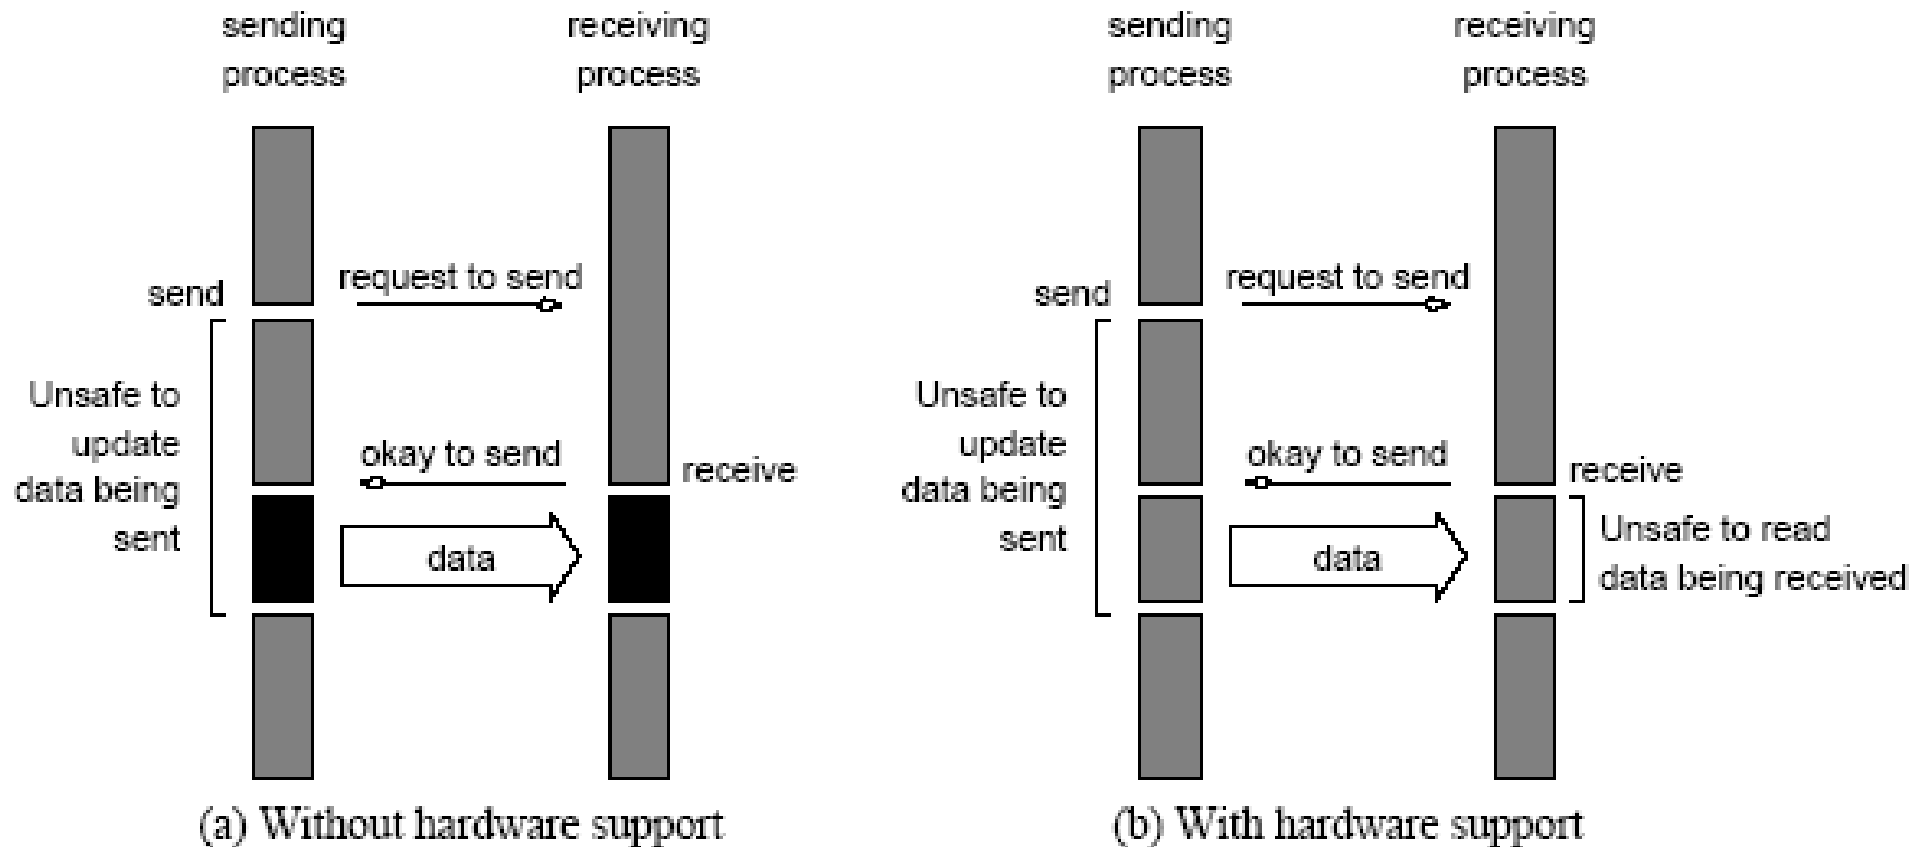 sending
process
receiving
process
send
request to send
Unsafe to
update
data being
sent
okay to send
receive
data
(a) Without hardware support
sending
process
receiving
process
send
request to send
Unsafe to
update
data being
sent
okay to send
receive
data
Unsafe to read
data being received
(b) With hardware support